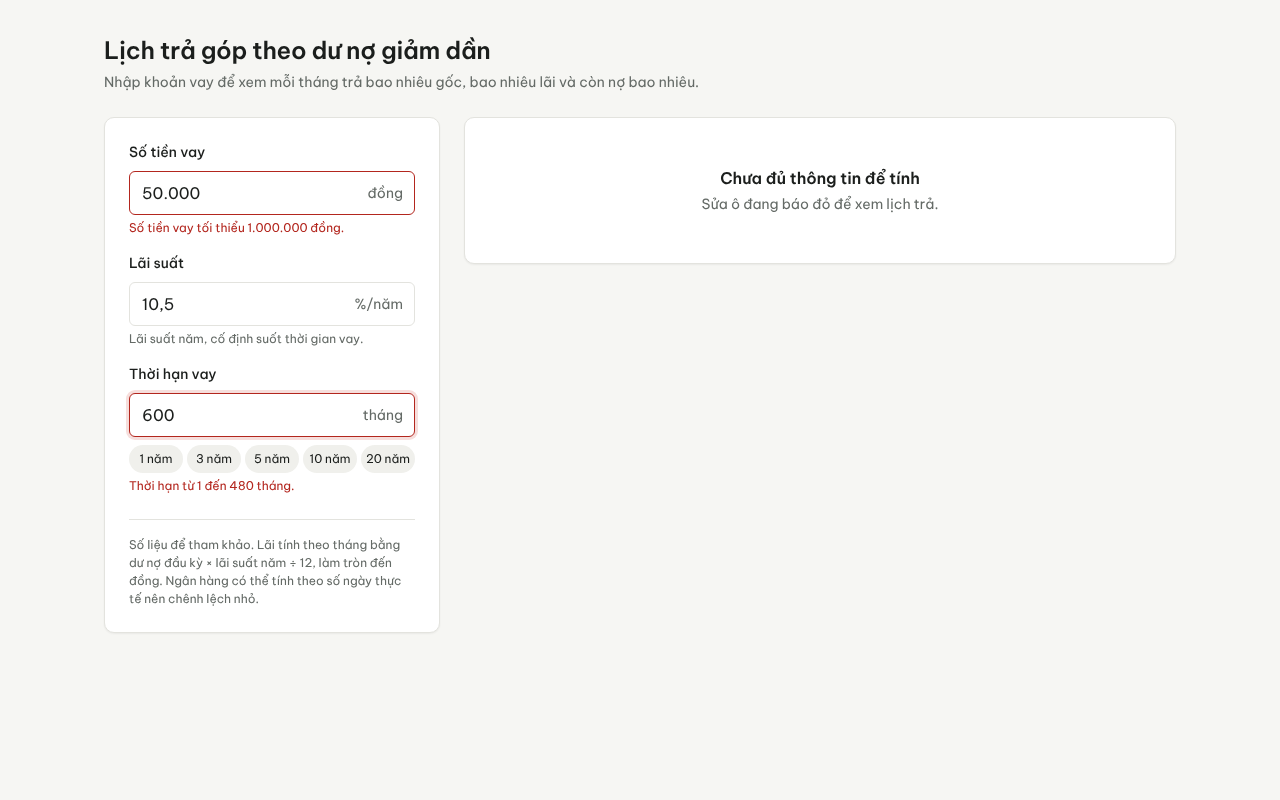 Lịch trả góp theo dư nợ giảm dần
Nhập khoản vay để xem mỗi tháng trả bao nhiêu gốc, bao nhiêu lãi và còn nợ bao nhiêu.
Số tiền vay
50.000 đồng
Số tiền vay tối thiểu 1.000.000 đồng.
Lãi suất
10,5 %/năm
Lãi suất năm, cố định suốt thời gian vay.
Thời hạn vay
600 tháng
1 năm 3 năm 5 năm 10 năm 20 năm
Thời hạn từ 1 đến 480 tháng.
Số liệu để tham khảo. Lãi tính theo tháng bằng
dư nợ đầu kỳ × lãi suất năm ÷ 12, làm tròn đến
đồng. Ngân hàng có thể tính theo số ngày thực
tế nên chênh lệch nhỏ.
Chưa đủ thông tin để tính
Sửa ô đang báo đỏ để xem lịch trả.